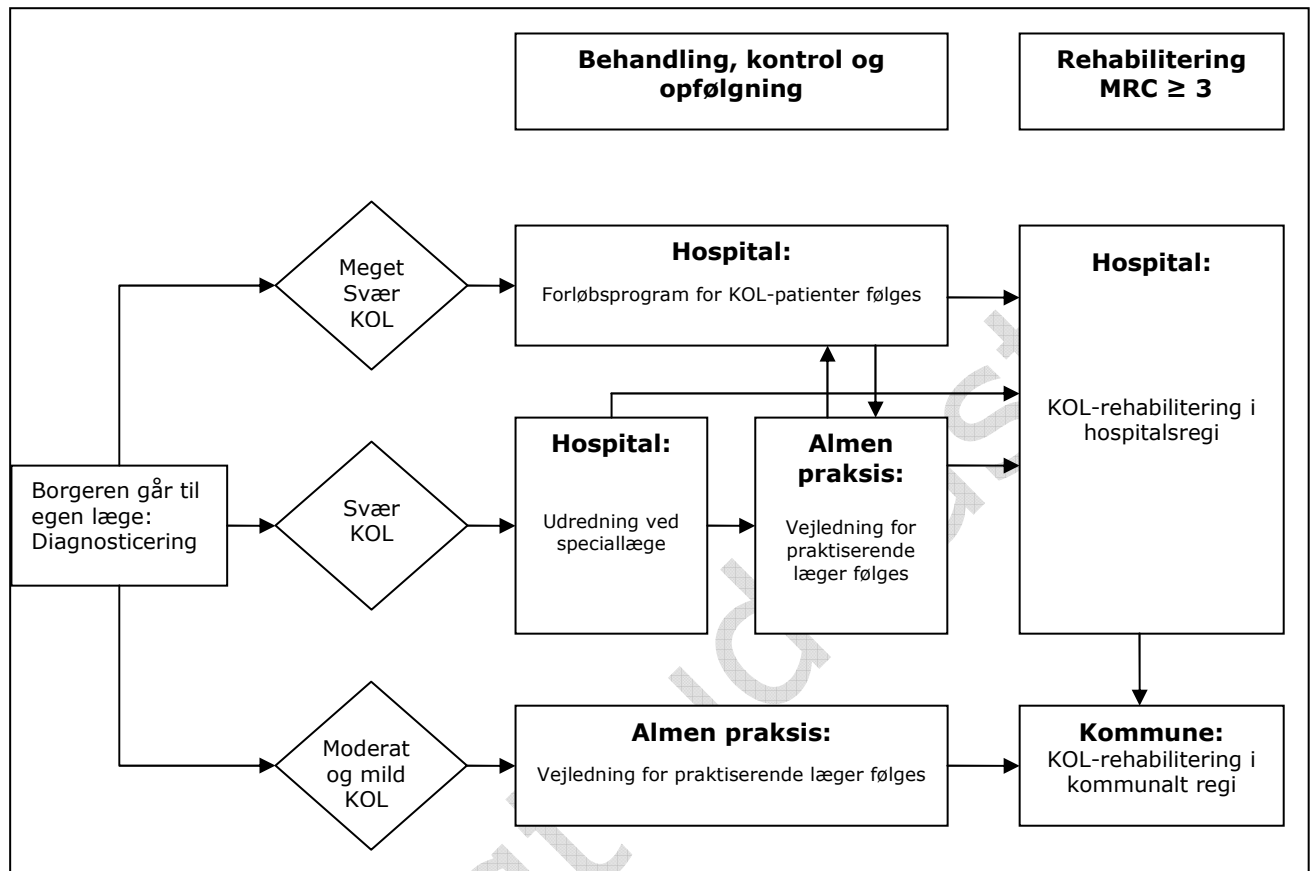 Behandling, kontrol og
opfølgning
Rehabilitering
MRC ≥ 3
Meget
Svær
KOL
Hospital:
Forløbsprogram for KOL-patienter følges
Hospital:
KOL-rehabilitering i
hospitalsregi
Borgeren går til
egen læge:
Diagnosticering
Svær
KOL
Hospital:
Udredning ved
speciallæge
Almen
praksis:
Vejledning for
praktiserende
læger følges
Moderat
og mild
KOL
Almen praksis:
Vejledning for praktiserende læger følges
Kommune:
KOL-rehabilitering i
kommunalt regi